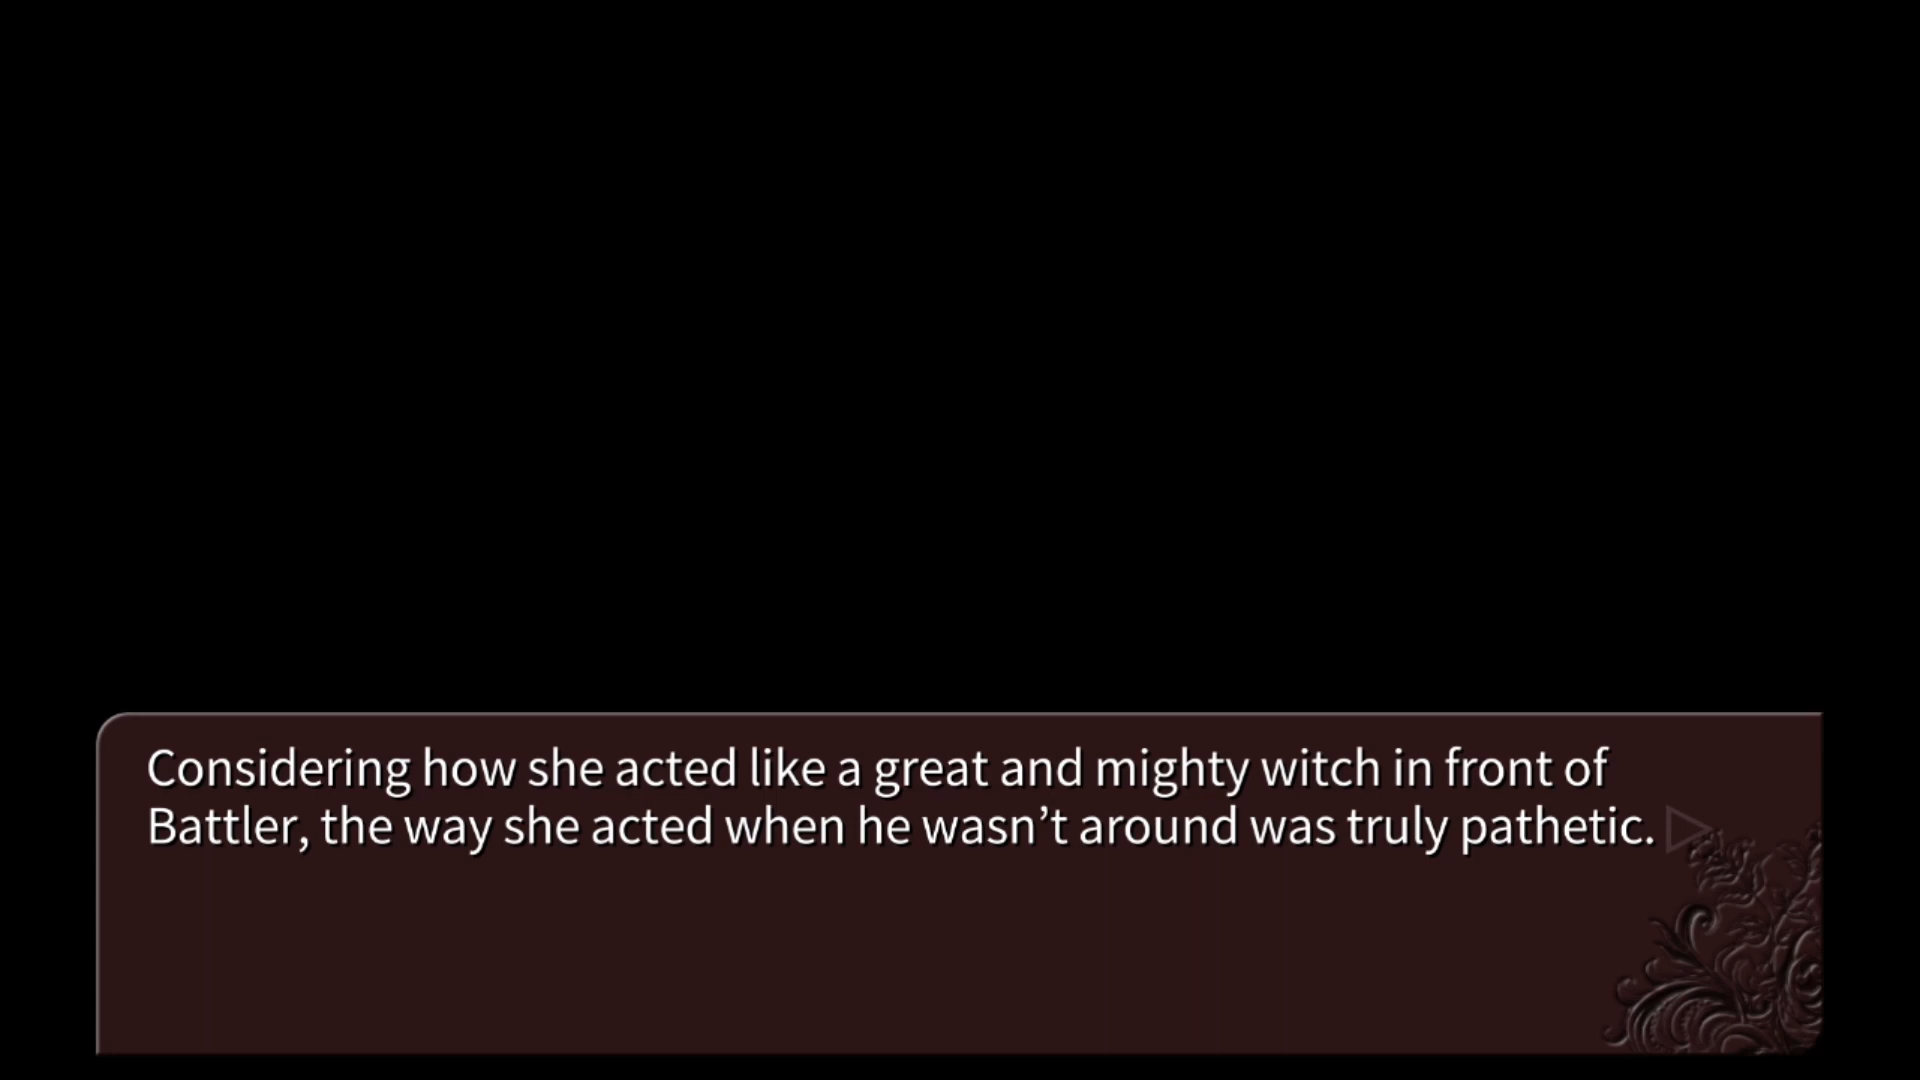 Considering how she acted like a great and mighty witch in front of
Battler, the way she acted when he wasn’t around was truly pathetic.